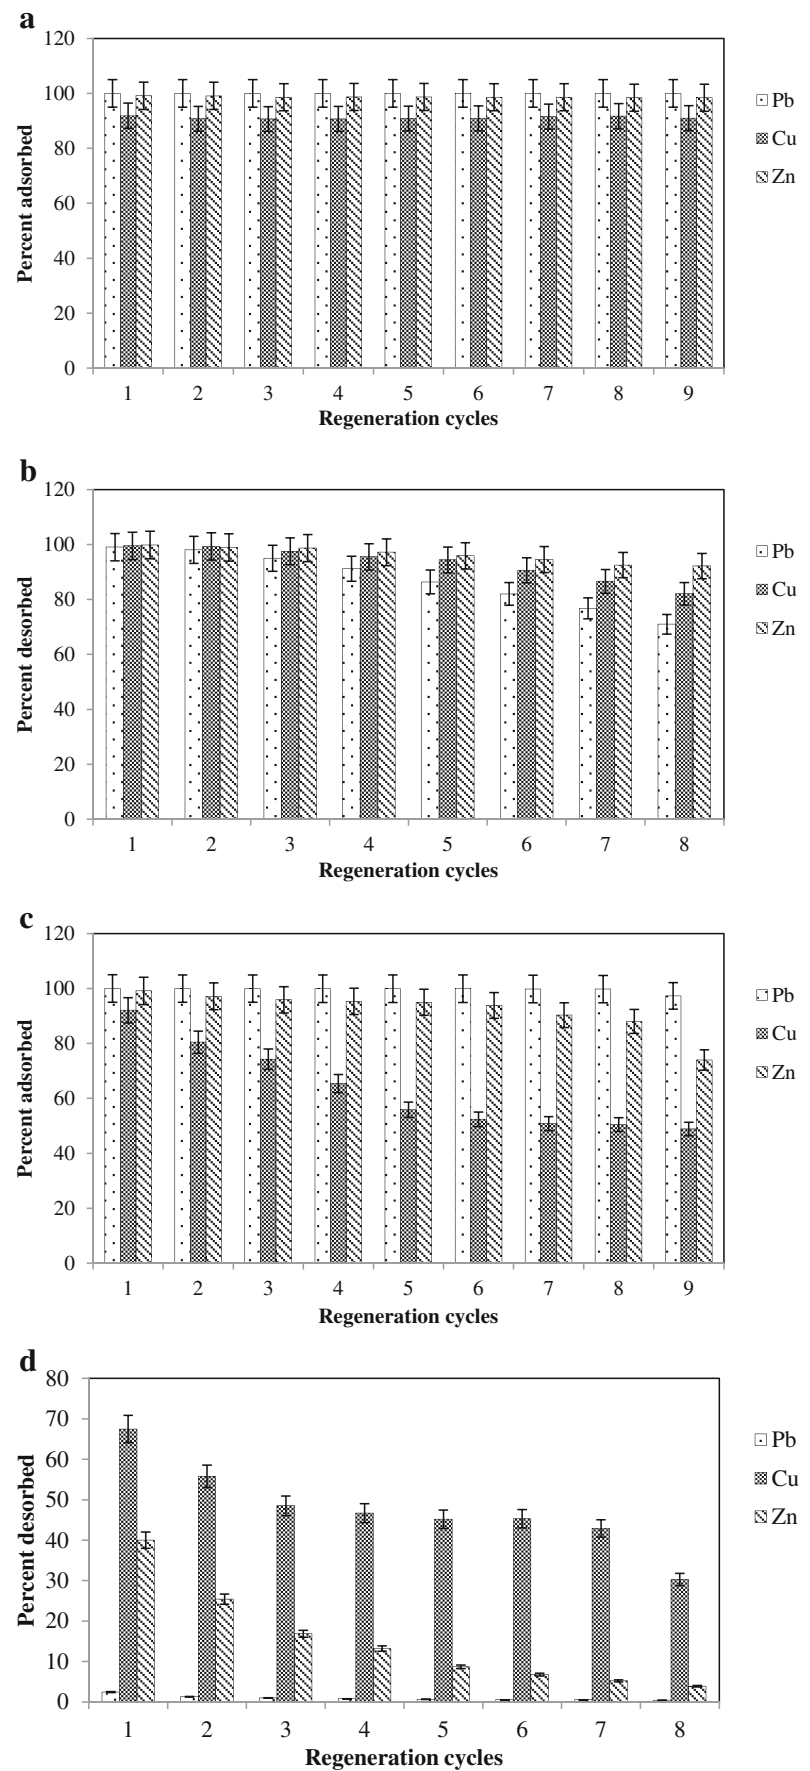 a
120
100
80
60
40
20
0
Percent adsorbed
1 2 3 4 5 6 7 8 9
Regeneration cycles
Pb
Cu
Zn
b
120
100
80
60
40
20
0
Percent desorbed
1 2 3 4 5 6 7 8
Regeneration cycles
Pb
Cu
Zn
c
120
100
80
60
40
20
0
Percent adsorbed
1 2 3 4 5 6 7 8 9
Regeneration cycles
Pb
Cu
Zn
d
80
70
60
50
40
30
20
10
0
Percent desorbed
1 2 3 4 5 6 7 8
Regeneration cycles
Pb
Cu
Zn